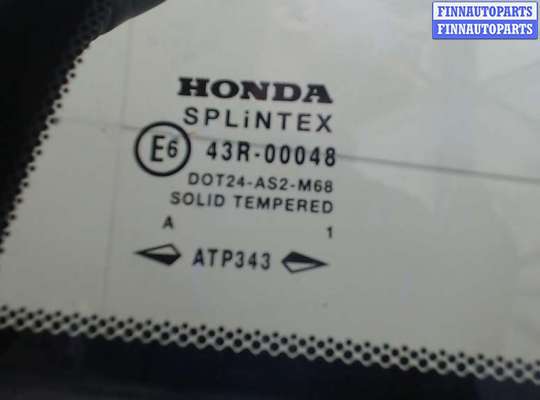 FINNAUTOPARTS
FINNAUTOPARTS
HONDA
SPLiNTEX
E6 43R-00048
DOT24-AS2-M68
SOLID TEMPERED
A 1
ATP343